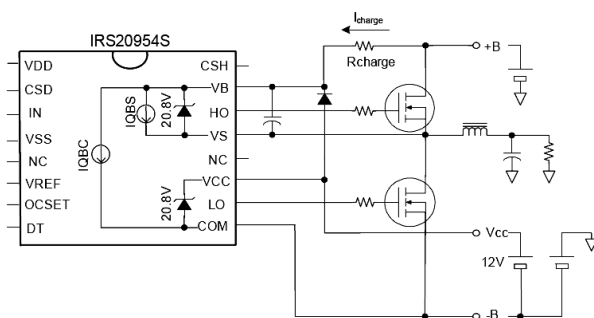 IRS20954S
I charge
Rcharge
+B
VDD
CSD
IN
VSS
NC
VREF
OCSET
DT
IQBC
IQBS
20.8V
20.8V
CSH
VB
HO
VS
NC
VCC
LO
COM
Vcc
12V
-B